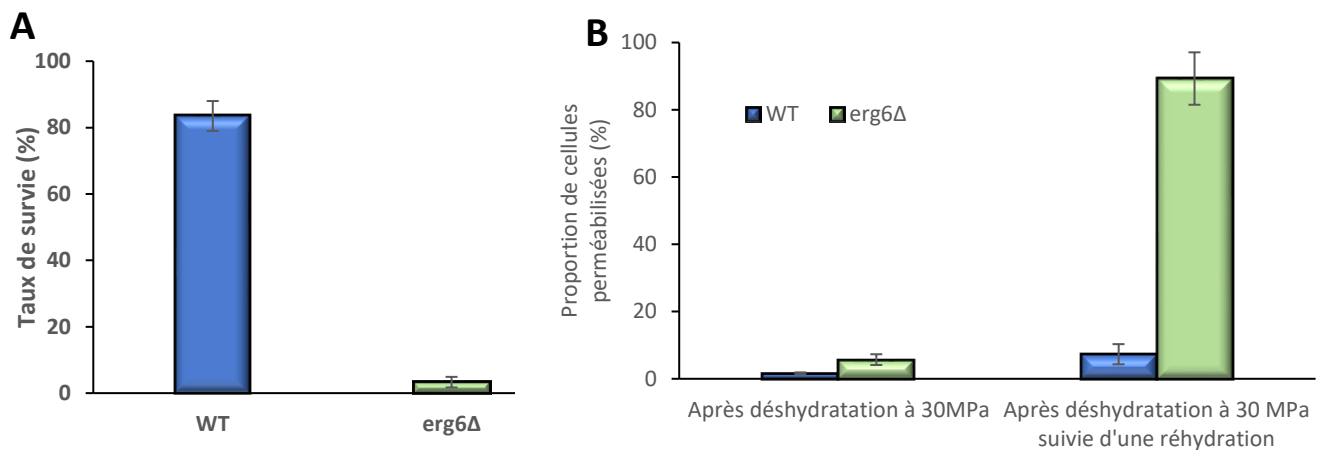 A
Taux de survie (%)
100
80
60
40
20
0
WT
erg6Δ
B
Proportion de cellules
perméabilisées (%)
100
80
60
40
20
0
WT
erg6Δ
Après déshydratation à 30MPa
Après déshydratation à 30 MPa
suivie d'une réhydration